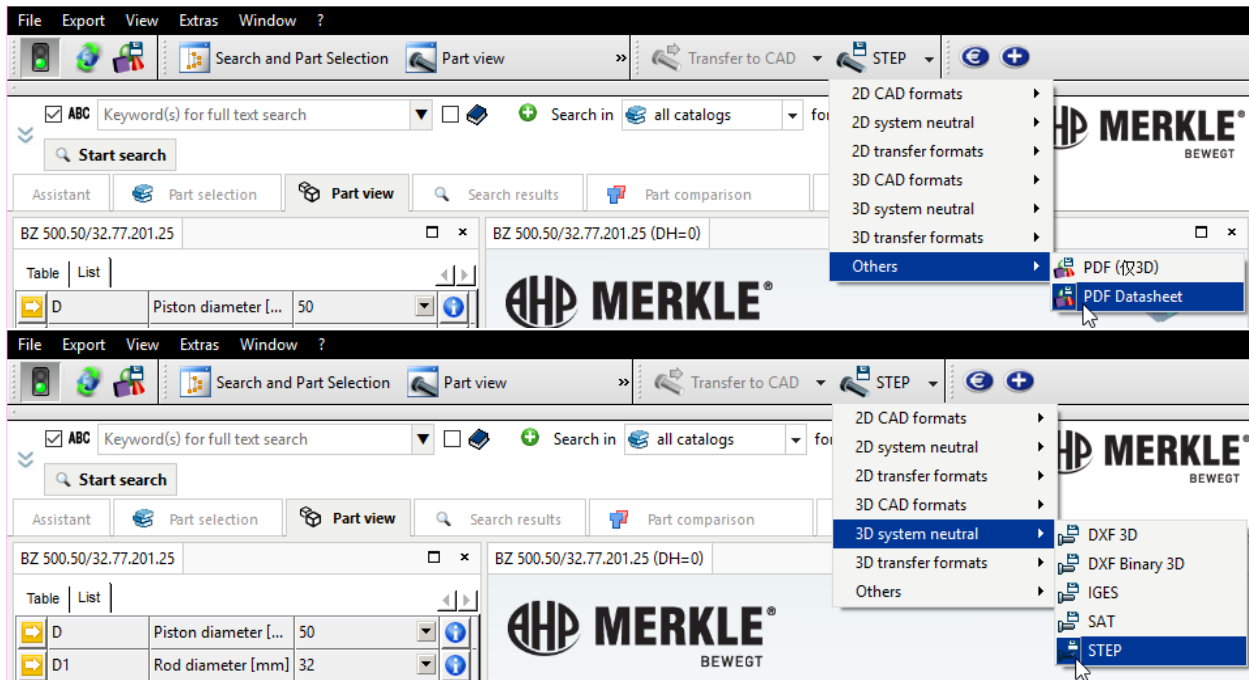 File Export View Extras Window ?
Search and Part Selection Part view » Transfer to CAD STEP
ABC Keyword(s) for full text search Search in all catalogs for
Start search
2D CAD formats
2D system neutral
2D transfer formats
3D CAD formats
3D system neutral
3D transfer formats
Others
PDF (仅3D)
PDF Datasheet
AHP MERKLE®
BEWEGT
Assistant Part selection Part view Search results Part comparison
BZ 500.50/32.77.201.25
BZ 500.50/32.77.201.25 (DH=0)
Table List
D Piston diameter [... 50
AHP MERKLE®
File Export View Extras Window ?
Search and Part Selection Part view » Transfer to CAD STEP
ABC Keyword(s) for full text search Search in all catalogs for
Start search
2D CAD formats
2D system neutral
2D transfer formats
3D CAD formats
3D system neutral
3D transfer formats
Others
DXF 3D
DXF Binary 3D
IGES
SAT
STEP
AHP MERKLE®
BEWEGT
Assistant Part selection Part view Search results Part comparison
BZ 500.50/32.77.201.25
BZ 500.50/32.77.201.25 (DH=0)
Table List
D Piston diameter [... 50
D1 Rod diameter [mm] 32
AHP MERKLE®
BEWEGT